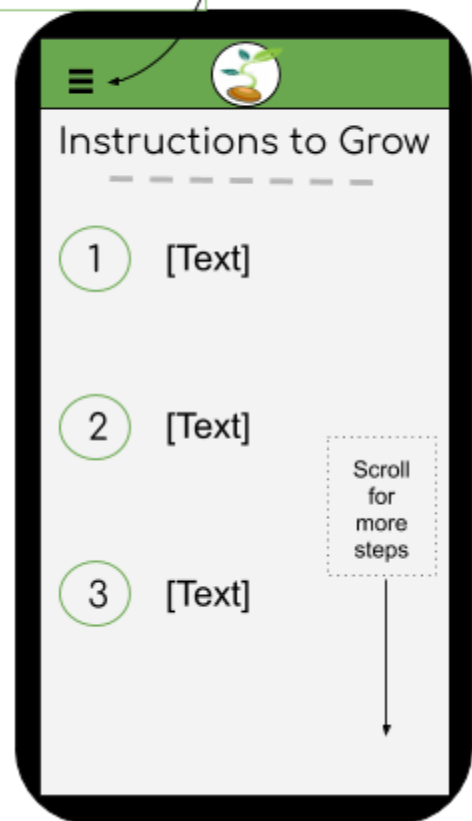 Instructions to Grow
1 [Text]
2 [Text]
Scroll
for
more
steps
3 [Text]